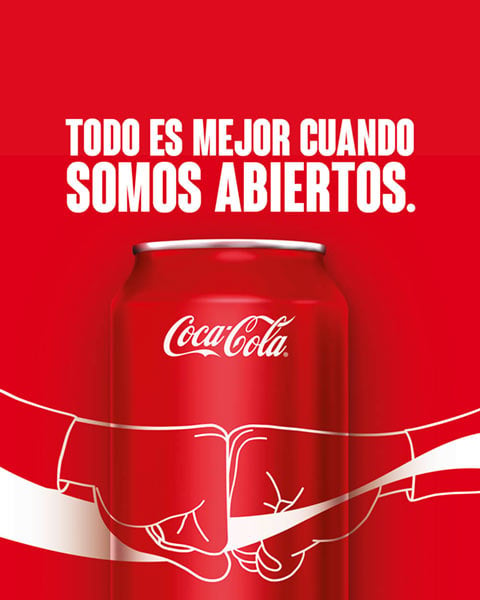 TODO ES MEJOR CUANDO
SOMOS ABIERTOS.
Coca-Cola®